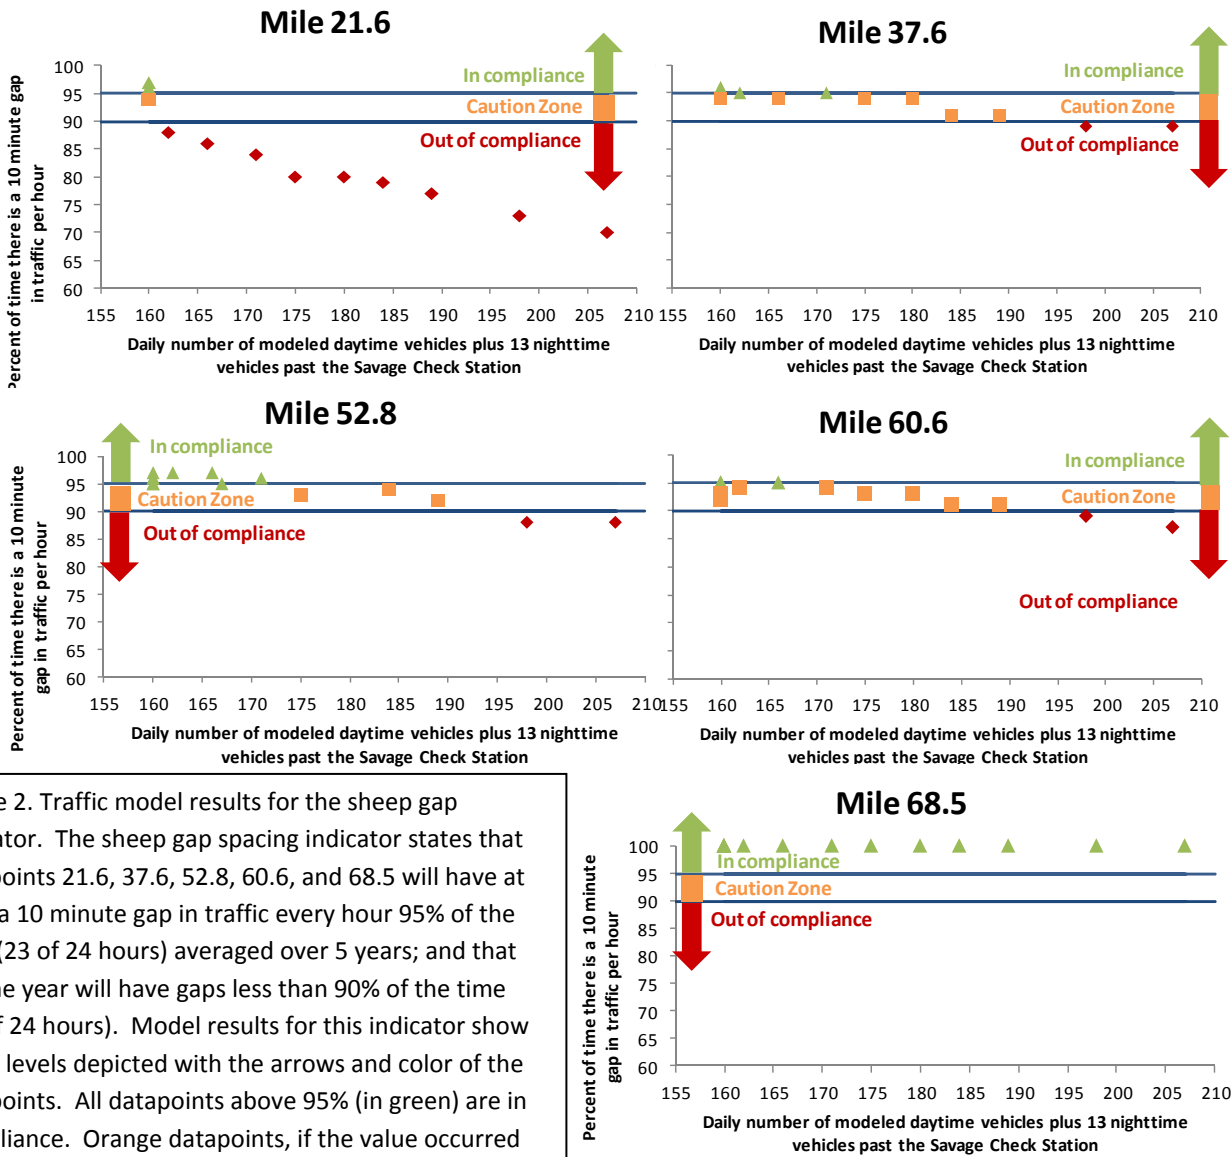 Mile 21.6
Percent of time there is a 10 minute gap
in traffic per hour
100
95
90
85
80
75
70
65
60
In compliance
Caution Zone
Out of compliance
155 160 165 170 175 180 185 190 195 200 205 210
Daily number of modeled daytime vehicles plus 13 nighttime
vehicles past the Savage Check Station
Mile 37.6
In compliance
Caution Zone
Out of compliance
155 160 165 170 175 180 185 190 195 200 205 210
Daily number of modeled daytime vehicles plus 13 nighttime
vehicles past the Savage Check Station
Mile 52.8
Percent of time there is a 10 minute
gap in traffic per hour
100
95
90
85
80
75
70
65
60
In compliance
Caution Zone
Out of compliance
155 160 165 170 175 180 185 190 195 200 205 210
Daily number of modeled daytime vehicles plus 13 nighttime
vehicles past the Savage Check Station
Mile 60.6
In compliance
Caution Zone
Out of compliance
155 160 165 170 175 180 185 190 195 200 205 210
Daily number of modeled daytime vehicles plus 13 nighttime
vehicles past the Savage Check Station
e 2. Traffic model results for the sheep gap
ator. The sheep gap spacing indicator states that
points 21.6, 37.6, 52.8, 60.6, and 68.5 will have at
a 10 minute gap in traffic every hour 95% of the
(23 of 24 hours) averaged over 5 years; and that
e year will have gaps less than 90% of the time
f 24 hours). Model results for this indicator show
levels depicted with the arrows and color of the
points. All datapoints above 95% (in green) are in
liance. Orange datapoints, if the value occurred
Mile 68.5
Percent of time there is a 10 minute
gap in traffic per hour
100
95
90
85
80
75
70
65
60
In compliance
Caution Zone
Out of compliance
155 160 165 170 175 180 185 190 195 200 205 210
Daily number of modeled daytime vehicles plus 13 nighttime
vehicles past the Savage Check Station